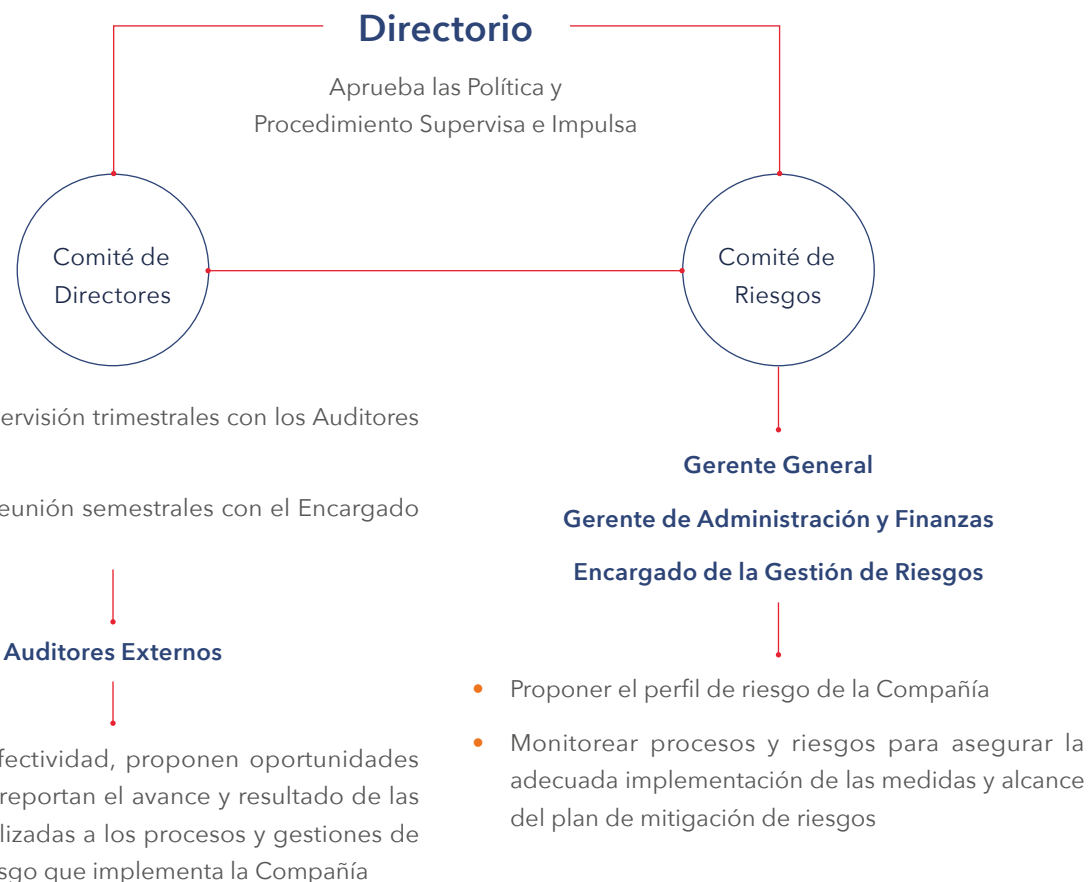 Directorio
Aprueba las Política y
Procedimiento Supervisa e Impulsa
Comité de
Directores
Comité de
Riesgos
ervisión trimestrales con los Auditores
eunión semestrales con el Encargado
Auditores Externos
fectividad, proponen oportunidades
reportan el avance y resultado de las
lizadas a los procesos y gestiones de
sgo que implementa la Compañía
Gerente General
Gerente de Administración y Finanzas
Encargado de la Gestión de Riesgos
• Proponer el perfil de riesgo de la Compañía
• Monitorear procesos y riesgos para asegurar la
adecuada implementación de las medidas y alcance
del plan de mitigación de riesgos